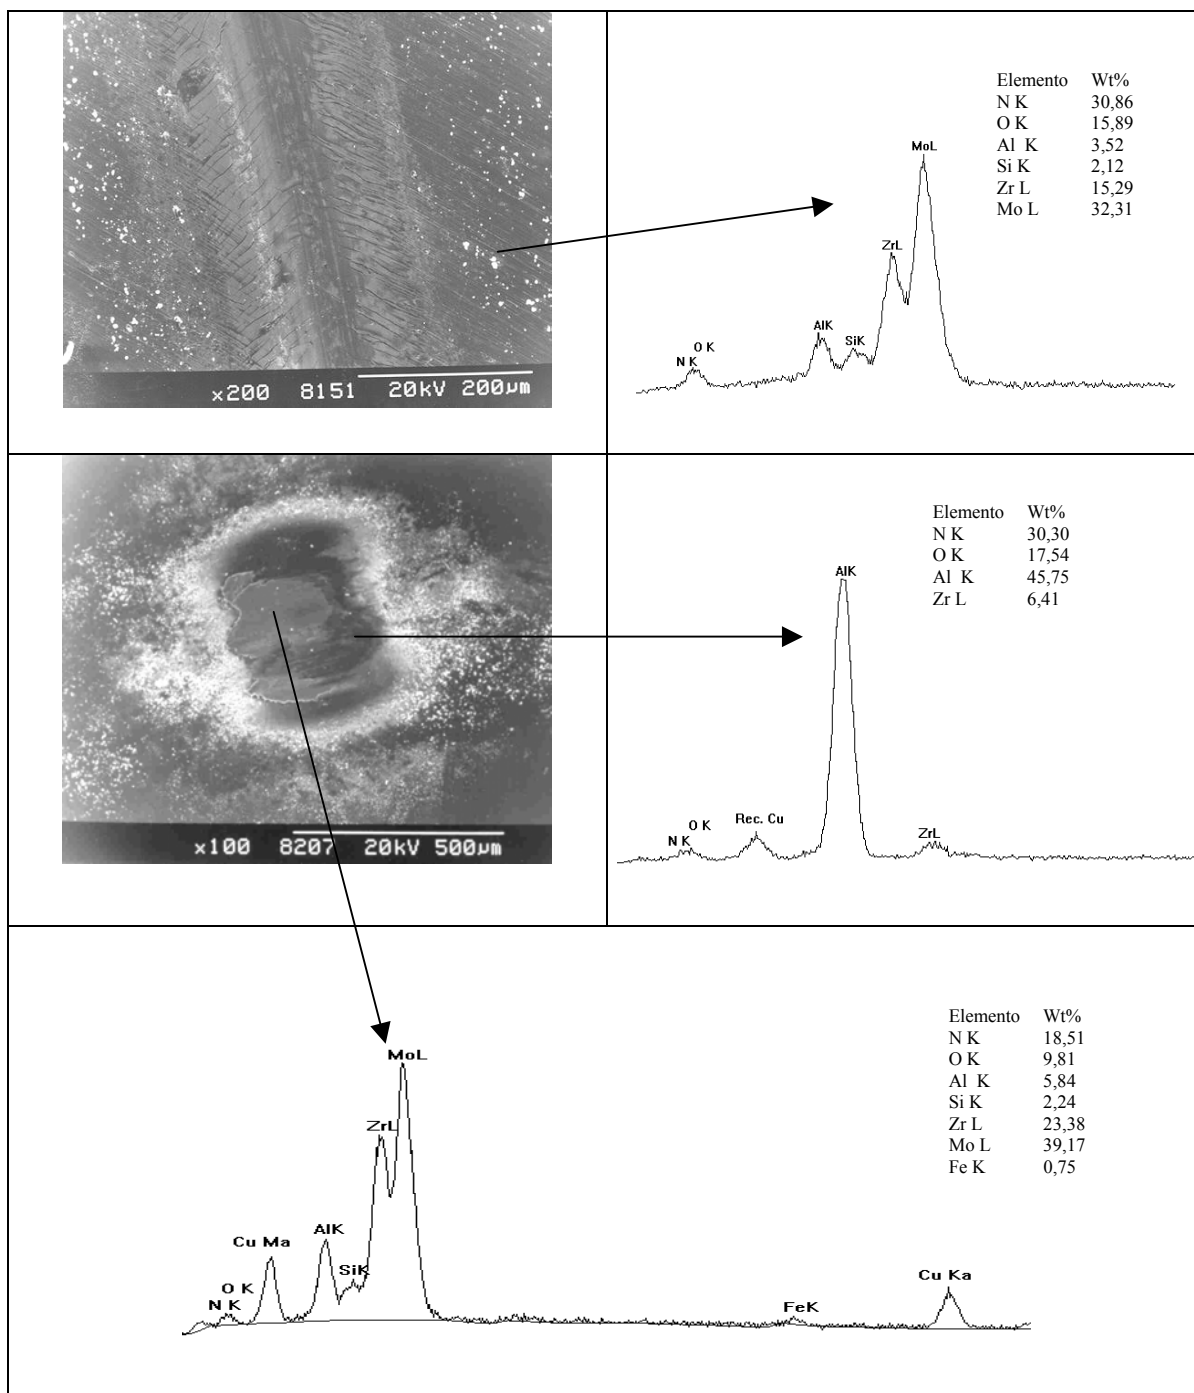 Elemento Wt%
N K 30,86
O K 15,89
Al K 3,52
Si K 2,12
Zr L 15,29
Mo L 32,31
MoL
ZrL
AlK
SiK
O K
N K
x200 8151 20kV 200µm
Elemento Wt%
N K 30,30
O K 17,54
Al K 45,75
Zr L 6,41
AlK
Rec. Cu
O K
N K
ZrL
x100 8207 20kV 500µm
Elemento Wt%
N K 18,51
O K 9,81
Al K 5,84
Si K 2,24
Zr L 23,38
Mo L 39,17
Fe K 0,75
MoL
ZrL
AlK
Cu Ma
SiK
O K
N K
FeK
Cu Ka